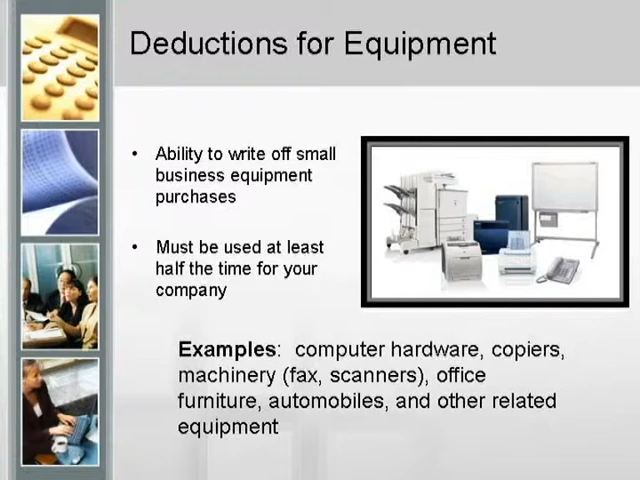 Deductions for Equipment
• Ability to write off small
business equipment
purchases
• Must be used at least
half the time for your
company
Examples:  computer hardware, copiers,
machinery (fax, scanners), office
furniture, automobiles, and other related
equipment